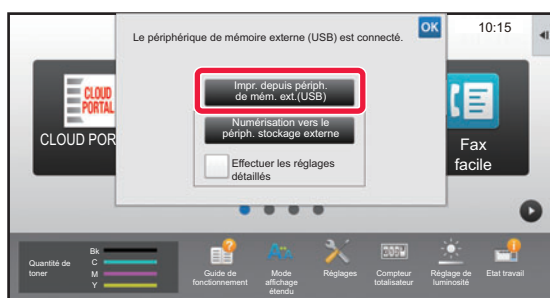 Le périphérique de mémoire externe (USB) est connecté.
OK
10:15
Impr. depuis périph.
de mém. ext.(USB)
Numérisation vers le
périph. stockage externe
Effectuer les réglages
détaillés
CLOUD
PORTAL
CLOUD POR
Fax
facile
Quantité de
toner
Bk
C
M
Y
Guide de
fonctionnement
Mode
affichage
étendu
Réglages
Compteur
totalisateur
Réglage de
luminosité
Etat travail